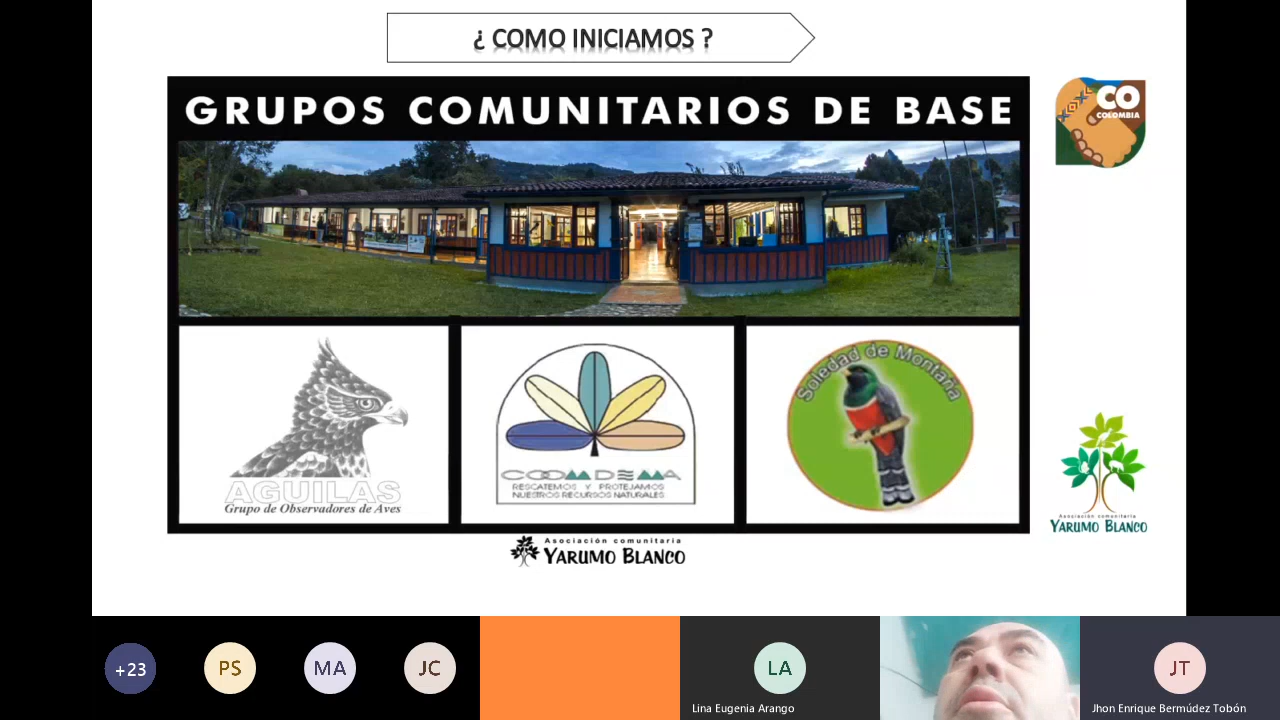 ¿ COMO INICIAMOS ?
GRUPOS COMUNITARIOS DE BASE
CO
COLOMBIA
AGUILAS
Grupo de Observadores de Aves
COOMDEMA
RESCATEMOS Y PROTEJAMOS
NUESTROS RECURSOS NATURALES
Soledad de Montaña
Asociación comunitaria
YARUMO BLANCO
Asociación comunitaria
YARUMO BLANCO
+23
PS
MA
JC
LA
Lina Eugenia Arango
JT
Jhon Enrique Bermúdez Tobón